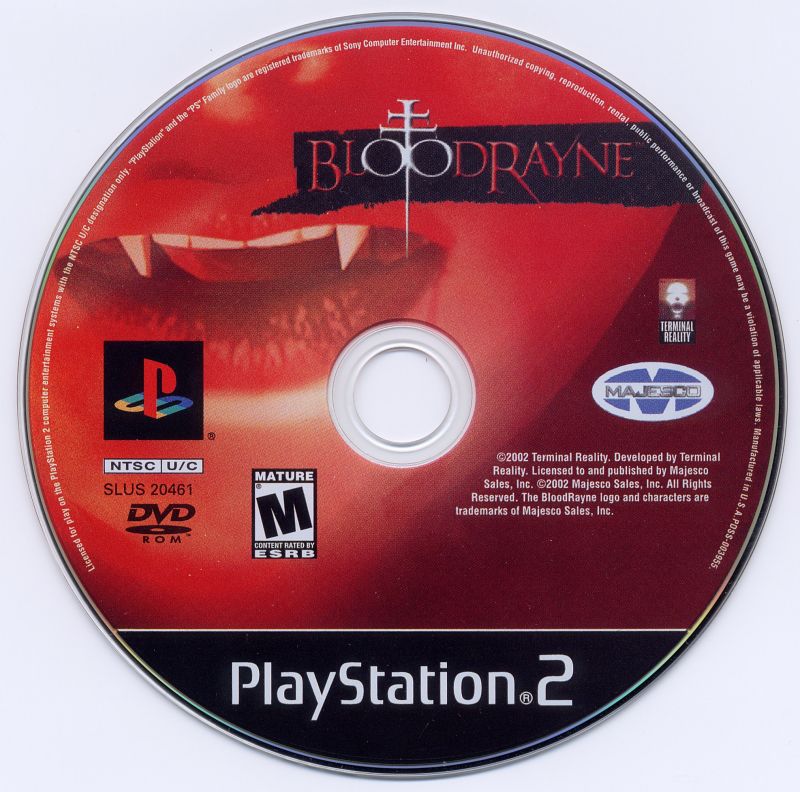 Licensed for play on the PlayStation 2 computer entertainment systems with the NTSC U/C designation only. "PlayStation" and the "PS" Family logo are registered trademarks of Sony Computer Entertainment Inc. Unauthorized copying, reproduction, rental, public performance or broadcast of this game may be a violation of applicable laws. Manufactured in U.S.A.POSS-003955.
BLOODRAYNE™
TERMINAL
REALITY
MAJESCO
®
NTSC U/C
SLUS 20461
DVD
ROM™
MATURE
M®
CONTENT RATED BY
ESRB
©2002 Terminal Reality. Developed by Terminal
Reality. Licensed to and published by Majesco
Sales, Inc. ©2002 Majesco Sales, Inc. All Rights
Reserved. The BloodRayne logo and characters are
trademarks of Majesco Sales, Inc.
PlayStation®2